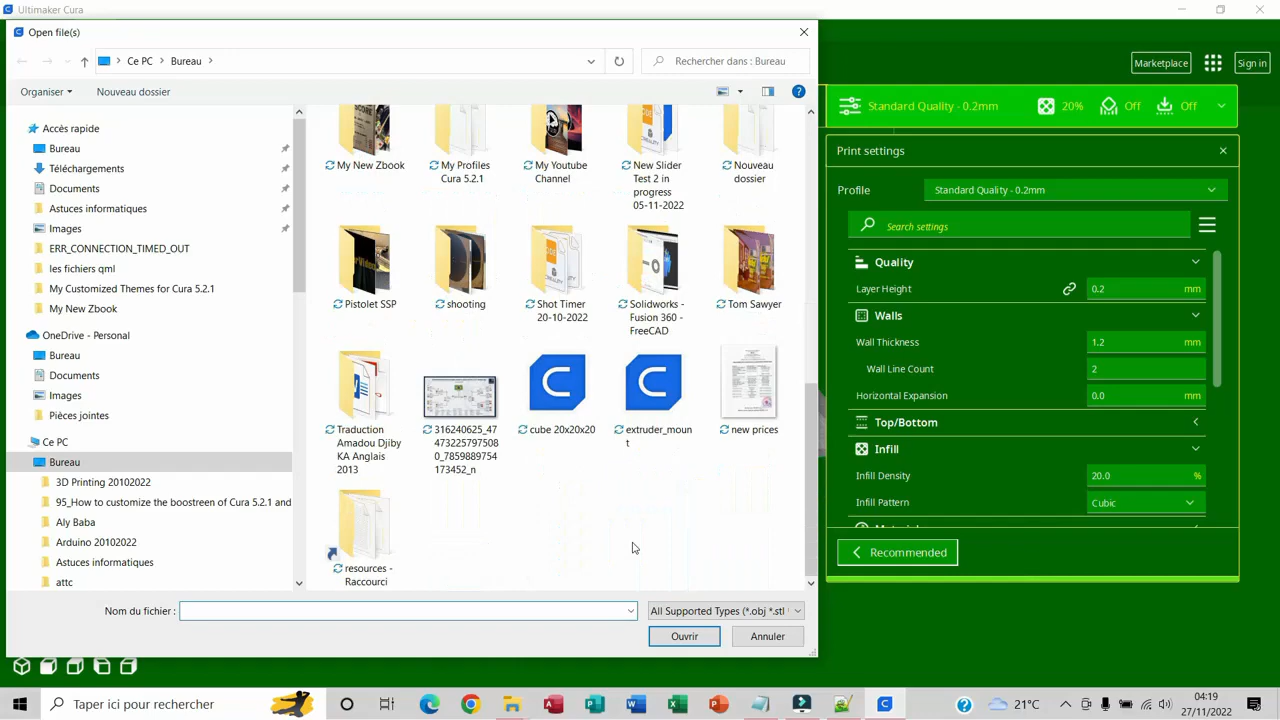 Ultimaker Cura
Open file(s)
Ce PC
Bureau
Rechercher dans : Bureau
Organiser
Nouveau dossier
Accès rapide
Bureau
Téléchargements
Documents
Astuces informatiques
Images
ERR_CONNECTION_TIMED_OUT
les fichiers qml
My Customized Themes for Cura 5.2.1
My New Zbook
OneDrive - Personal
Bureau
Documents
Images
Pièces jointes
Ce PC
Bureau
3D Printing 20102022
95_How to customize the boostreen of Cura 5.2.1 and
Aly Baba
Arduino 20102022
Astuces informatiques
attc
My New Zbook
My Profiles
Cura 5.2.1
My Youtube
Channel
New Slider
Test 2 in
progress
05-11-2022
Nouveau
dossier
Pistolet SSP
shooting
Shot Timer
20-10-2022
Solidworks -
Fusion 360 -
FreeCAD
Tom Sawyer
Traduction
Amadou Djiby
KA Anglais
2013
316240625_47
473225797508
0_7859889754
173452_n
cube 20x20x20
extruder_moun
t
new prices
resources -
Raccourci
Nom du fichier :
All Supported Types (*.obj *.stl
Ouvrir
Annuler
Marketplace
Sign in
Standard Quality - 0.2mm
20%
Off
Off
Print settings
Profile
Standard Quality - 0.2mm
Search settings
Quality
Layer Height
0.2
mm
Walls
Wall Thickness
1.2
mm
Wall Line Count
2
Horizontal Expansion
0.0
mm
Top/Bottom
Infill
Infill Density
20.0
%
Infill Pattern
Cubic
Recommended
Taper ici pour rechercher
21°C
04:19
27/11/2022